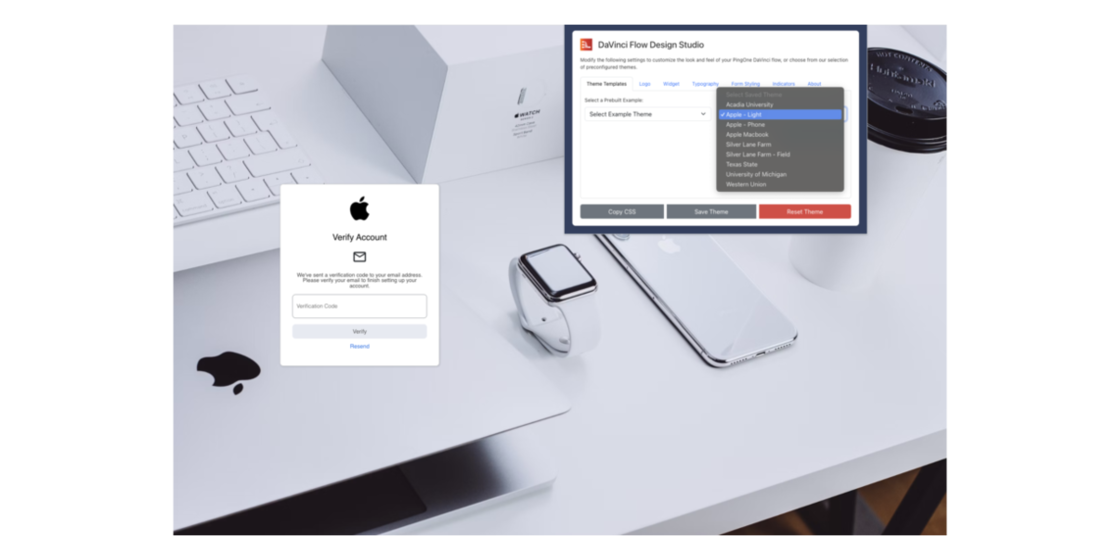 DaVinci Flow Design Studio
Modify the following settings to customize the look and feel of your PingOne DaVinci flow, or choose from our selection
of preconfigured themes.
Theme Templates Logo Widget Typography Form Styling Indicators About
Select a Prebuilt Example:
Select Example Theme
Select Saved Theme
Acadia University
✓ Apple - Light
Apple - Phone
Apple Macbook
Silver Lane Farm
Silver Lane Farm - Field
Texas State
University of Michigan
Western Union
Copy CSS Save Theme Reset Theme
WATCH
Verify Account
We've sent a verification code to your email address.
Please verify your email to finish setting up your
account.
Verification Code
Verify
Resend